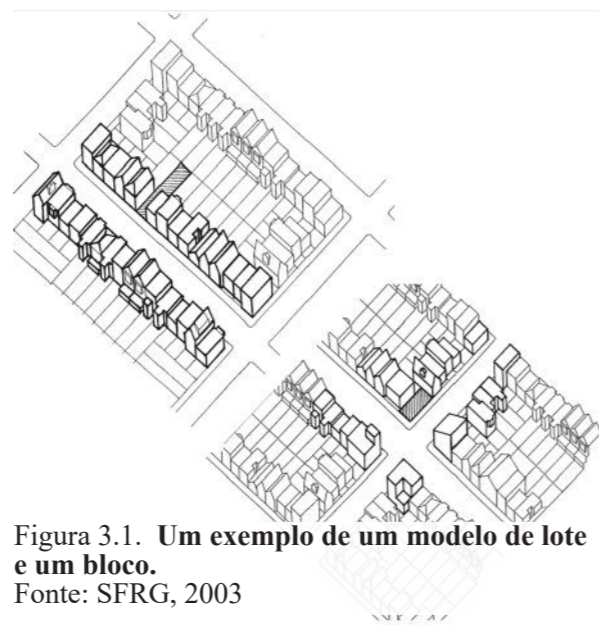 Figura 3.1. Um exemplo de um modelo de lote
e um bloco.
Fonte: SFRG, 2003